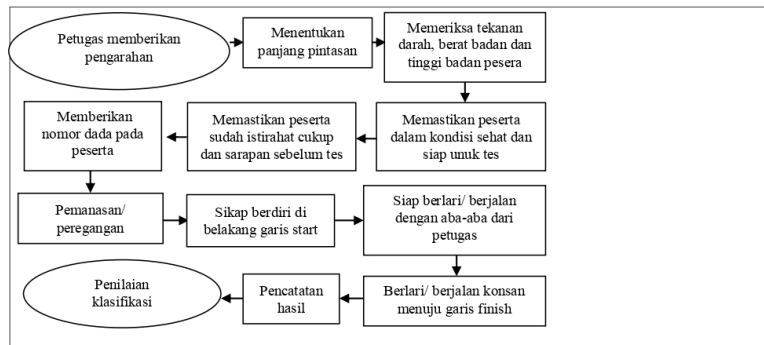 Petugas memberikan
pengarahan
Menentukan
panjang pintasan
Memeriksa tekanan
darah, berat badan dan
tinggi badan pesera
Memastikan peserta
dalam kondisi sehat dan
siap unuk tes
Memastikan peserta
sudah istirahat cukup
dan sarapan sebelum tes
Memberikan
nomor dada pada
peserta
Pemanasan/
peregangan
Sikap berdiri di
belakang garis start
Siap berlari/ berjalan
dengan aba-aba dari
petugas
Berlari/ berjalan konsan
menuju garis finish
Pencatatan
hasil
Penilaian
klasifikasi